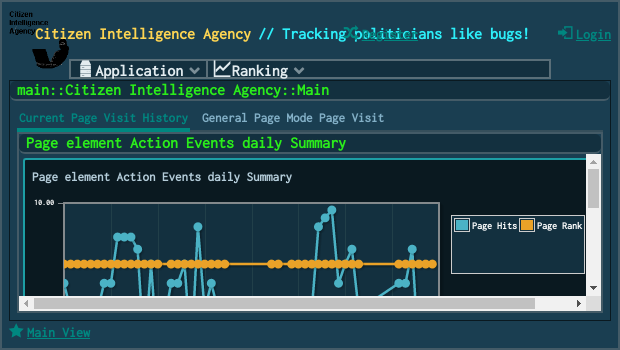 Citizen
Intelligence
Agency
Citizen Intelligence Agency // Tracking politicians like bugs!
Register
Login
Application
Ranking
main::Citizen Intelligence Agency::Main
Current Page Visit History
General Page Mode Page Visit
Page element Action Events daily Summary
Page element Action Events daily Summary
10.00
Page Hits
Page Rank
Main View